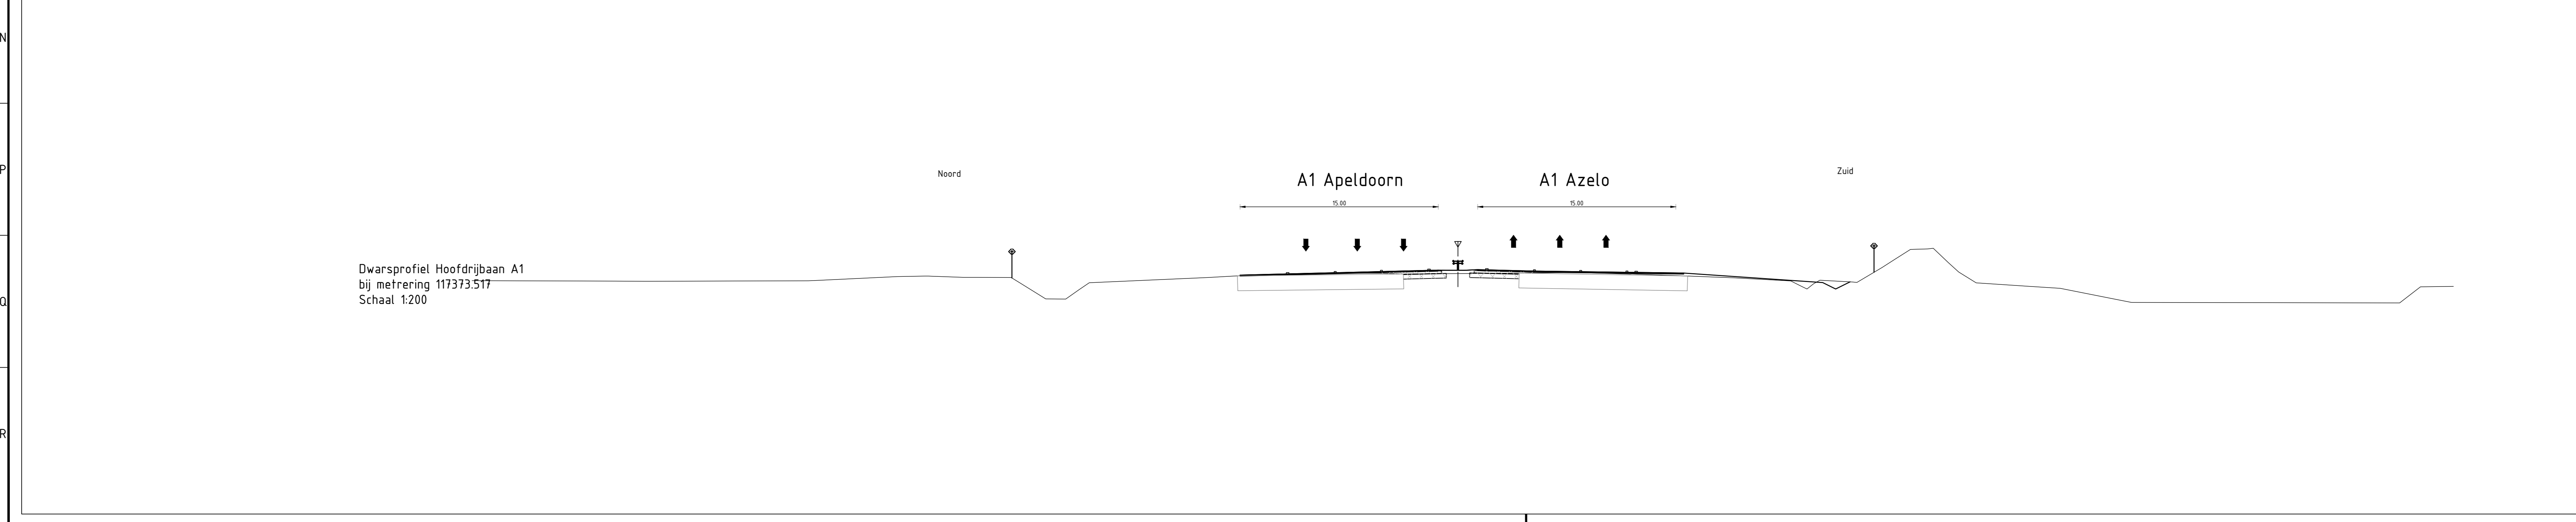 N
P
Noord
Zuid
A1 Apeldoorn
A1 Azelo
15.00
15.00
Dwarsprofiel Hoofdrijbaan A1
bij metrering 117373.517
Schaal 1:200
Q
R